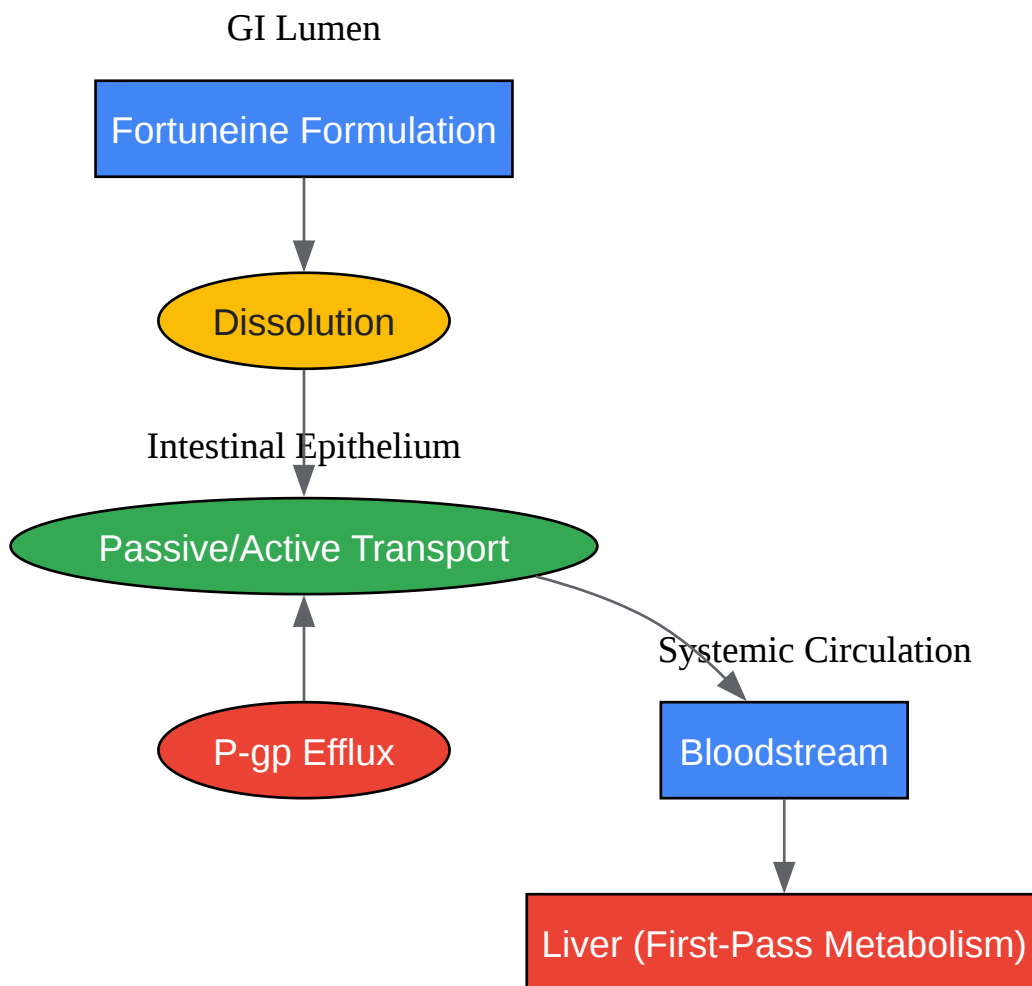 GI Lumen
Fortuneine Formulation
Dissolution
Intestinal Epithelium
Passive/Active Transport
Systemic Circulation
P-gp Efflux
Bloodstream
Liver (First-Pass Metabolism)